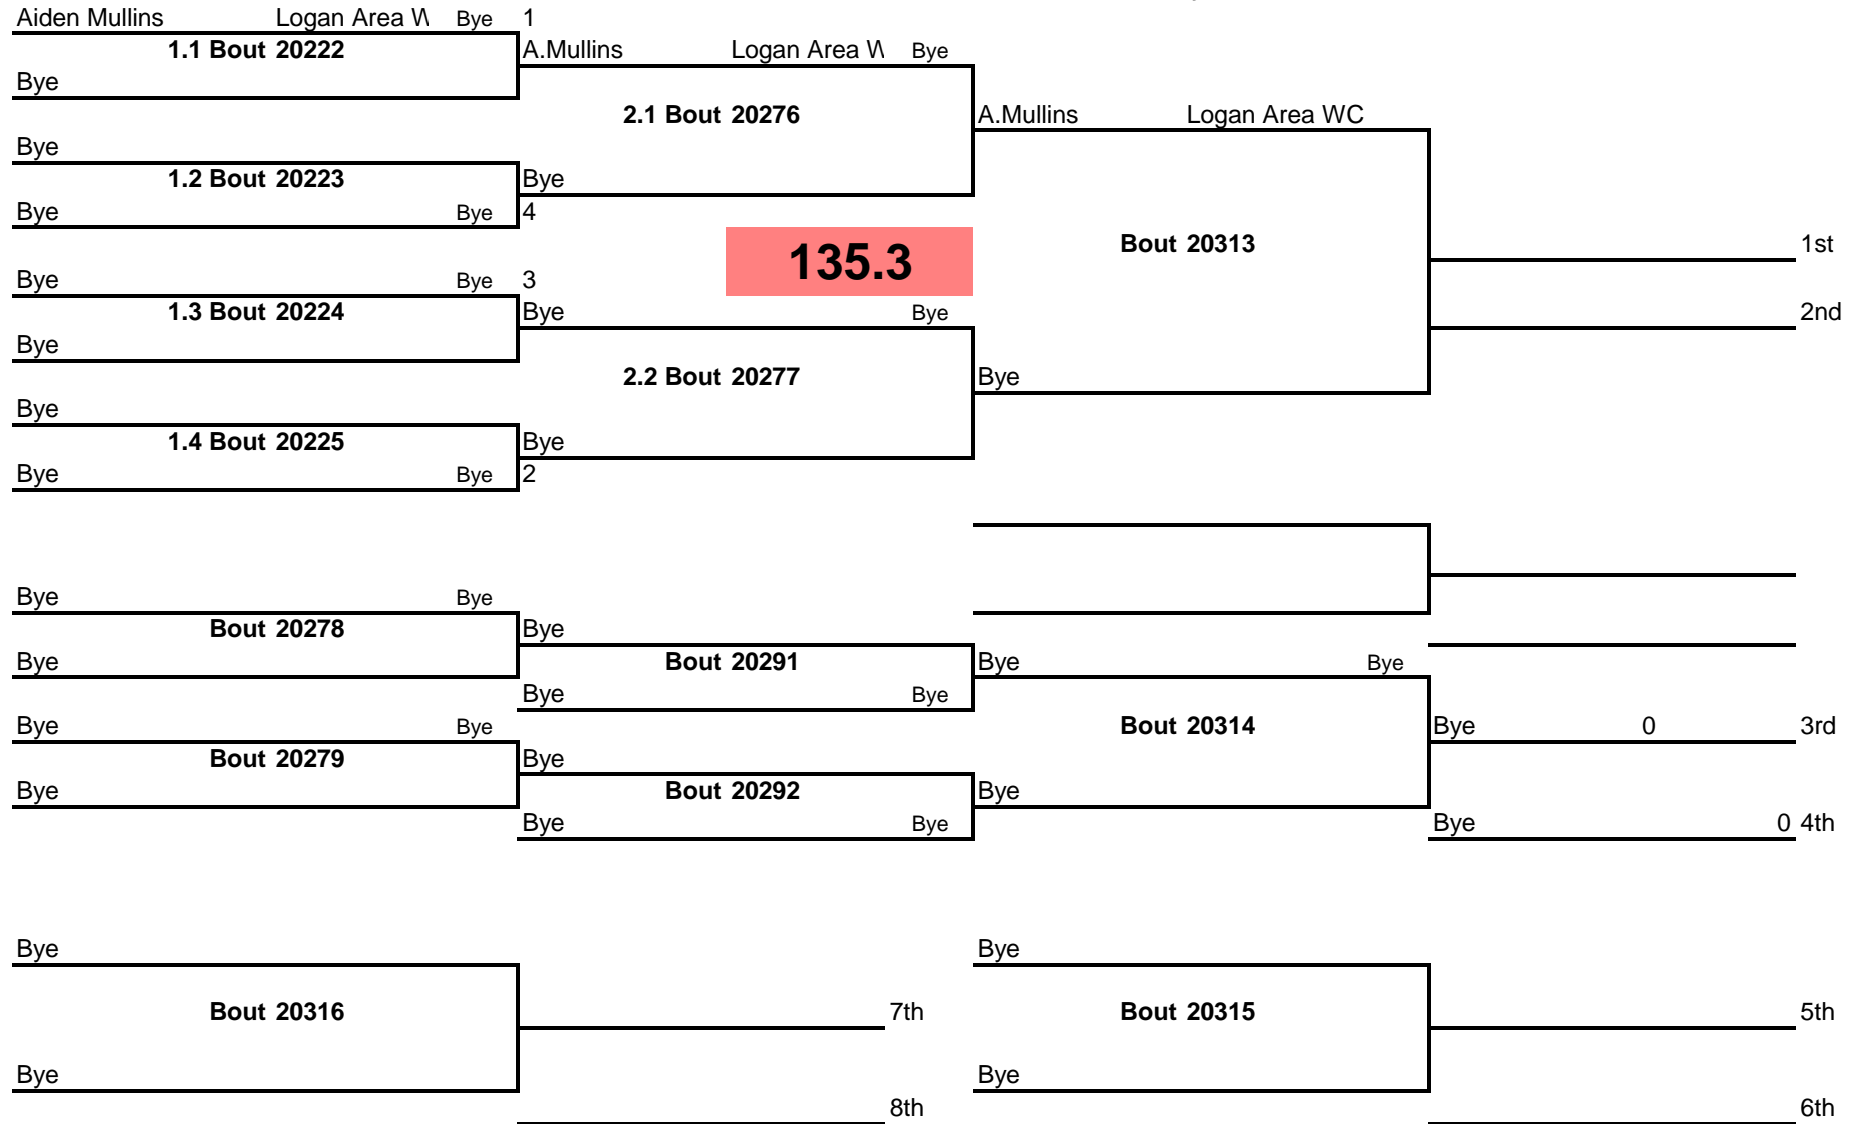 Aiden Mullins Logan Area W Bye 1
1.1 Bout 20222 A.Mullins Logan Area W Bye
Bye
2.1 Bout 20276 A.Mullins Logan Area WC
Bye
1.2 Bout 20223 Bye
Bye Bye 4
135.3 Bout 20313 1st
Bye Bye 3
1.3 Bout 20224 Bye Bye 2nd
Bye
2.2 Bout 20277 Bye
Bye
1.4 Bout 20225 Bye
Bye Bye 2
Bye Bye
Bout 20278 Bye
Bye Bout 20291 Bye Bye
Bye Bye
Bye Bye Bout 20314 Bye 0 3rd
Bout 20279 Bye
Bye Bout 20292 Bye
Bye Bye Bye 0 4th
Bye Bye
Bout 20316 7th Bout 20315 5th
Bye Bye
8th 6th